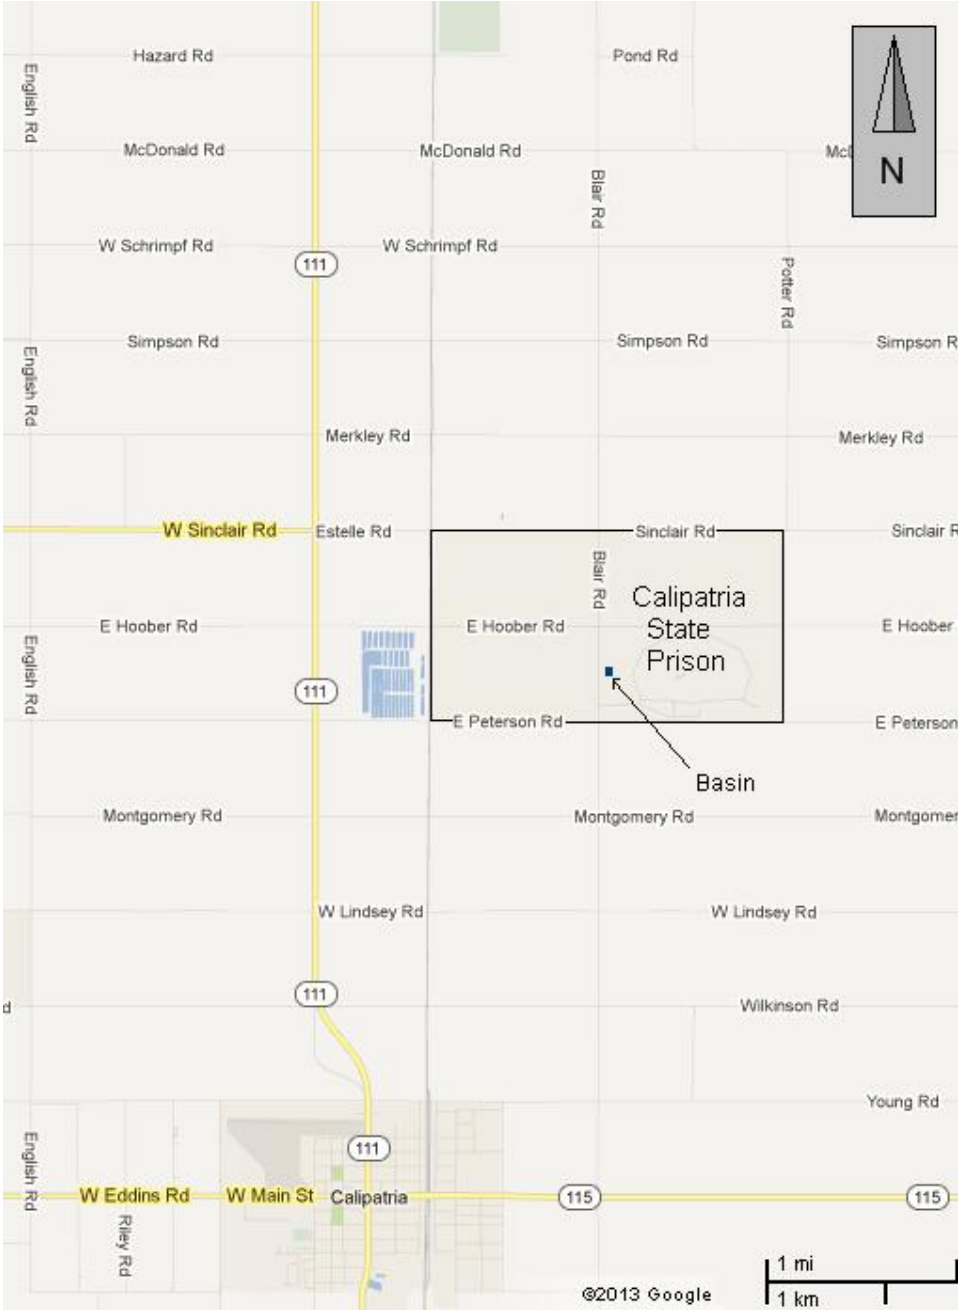 Hazard Rd
Pond Rd
English Rd
McDonald Rd
McDonald Rd
McD
N
Blair Rd
W Schrimpf Rd
W Schrimpf Rd
111
Potter Rd
Simpson Rd
Simpson Rd
Simpson R
English Rd
Merkley Rd
Merkley Rd
W Sinclair Rd
Estelle Rd
Sinclair Rd
Sinclair R
Blair Rd
Calipatria
State
Prison
E Hoober Rd
E Hoober Rd
E Hoober
English Rd
111
E Peterson Rd
E Peterson
Basin
Montgomery Rd
Montgomery Rd
Montgomer
W Lindsey Rd
W Lindsey Rd
111
d
Wilkinson Rd
Young Rd
English Rd
111
W Eddins Rd
W Main St
Calipatria
115
115
Riley Rd
1 mi
1 km
©2013 Google